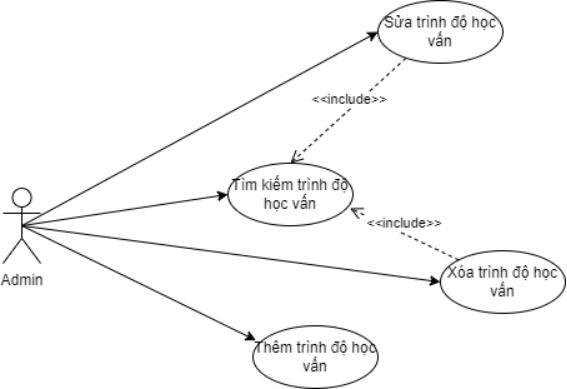 Sửa trình độ học
vấn
<<include>>
Tìm kiếm trình độ
học vấn
<<include>>
Xóa trình độ học
vấn
Admin
Thêm trình độ học
vấn